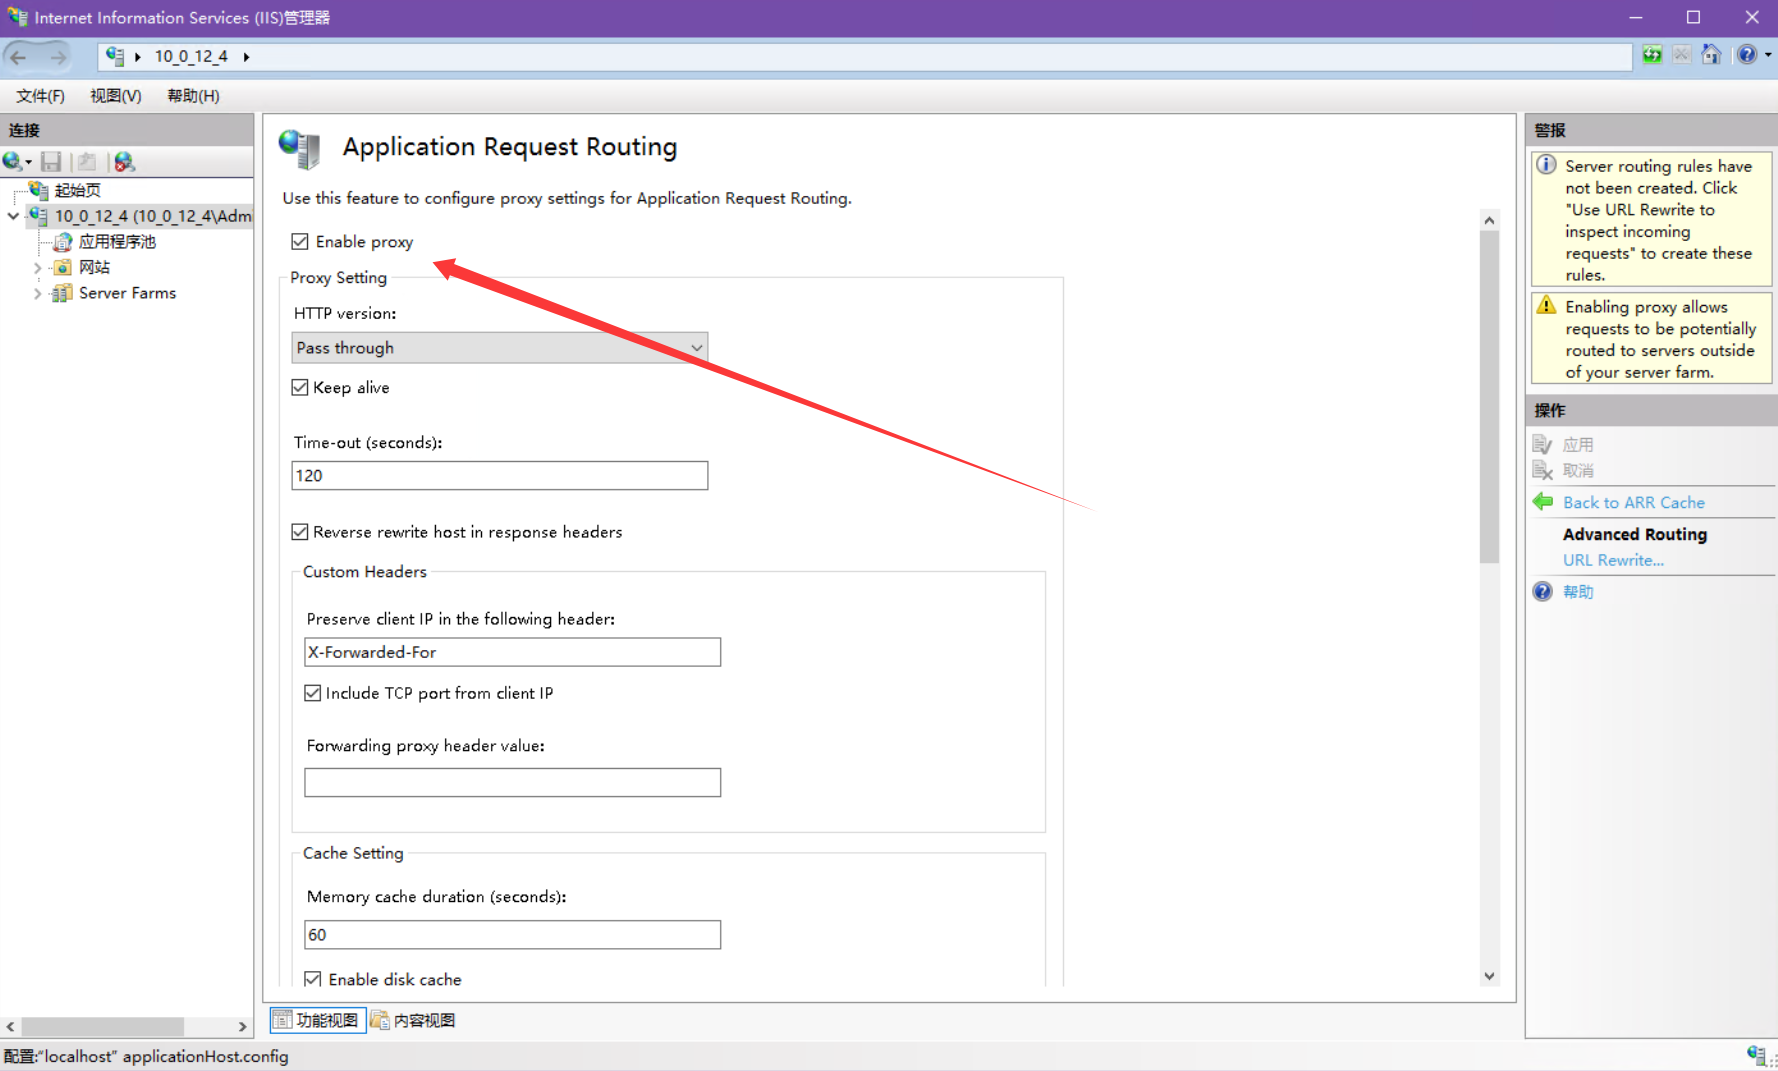 Internet Information Services (IIS)管理器
10_0_12_4
文件(F) 视图(V) 帮助(H)
连接
起始页
10_0_12_4 (10_0_12_4\Admi
应用程序池
网站
Server Farms
Application Request Routing
Use this feature to configure proxy settings for Application Request Routing.
Enable proxy
Proxy Setting
HTTP version:
Pass through
Keep alive
Time-out (seconds):
120
Reverse rewrite host in response headers
Custom Headers
Preserve client IP in the following header:
X-Forwarded-For
Include TCP port from client IP
Forwarding proxy header value:
Cache Setting
Memory cache duration (seconds):
60
Enable disk cache
功能视图 内容视图
警报
Server routing rules have
not been created. Click
"Use URL Rewrite to
inspect incoming
requests" to create these
rules.
Enabling proxy allows
requests to be potentially
routed to servers outside
of your server farm.
操作
应用
取消
Back to ARR Cache
Advanced Routing
URL Rewrite...
帮助
配置:"localhost" applicationHost.config